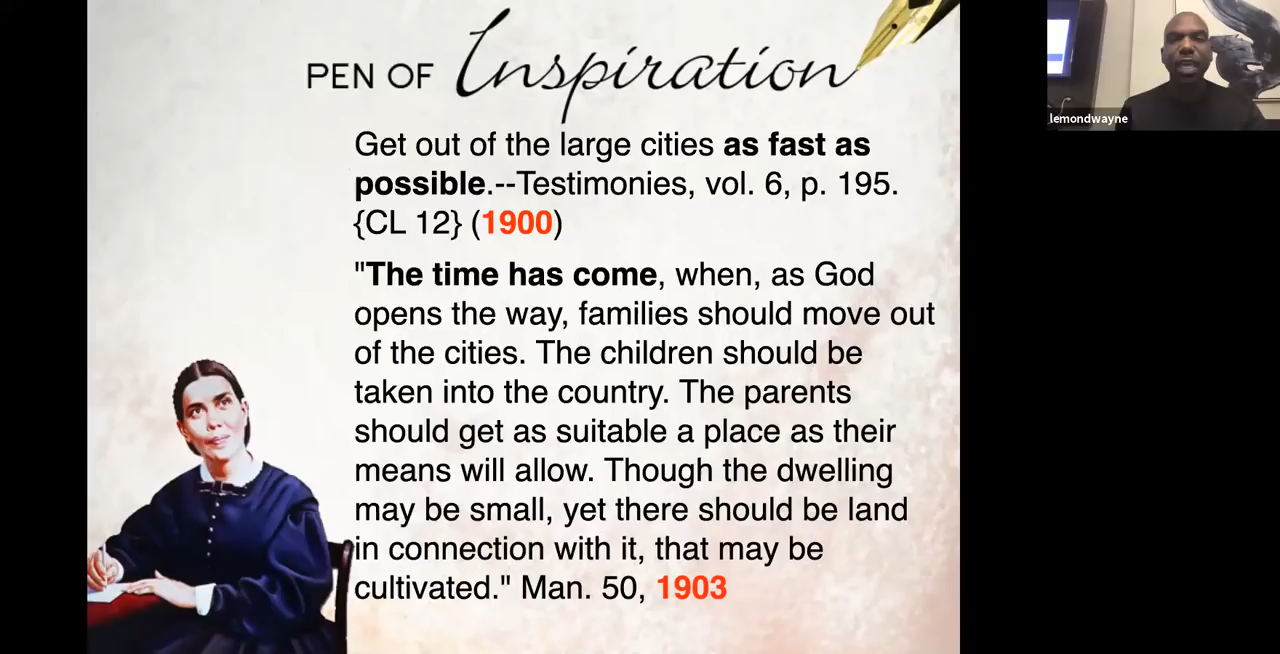 PEN OF Inspiration
Get out of the large cities as fast as
possible.--Testimonies, vol. 6, p. 195.
{CL 12} (1900)
"The time has come, when, as God
opens the way, families should move out
of the cities. The children should be
taken into the country. The parents
should get as suitable a place as their
means will allow. Though the dwelling
may be small, yet there should be land
in connection with it, that may be
cultivated." Man. 50, 1903
lemondwayne